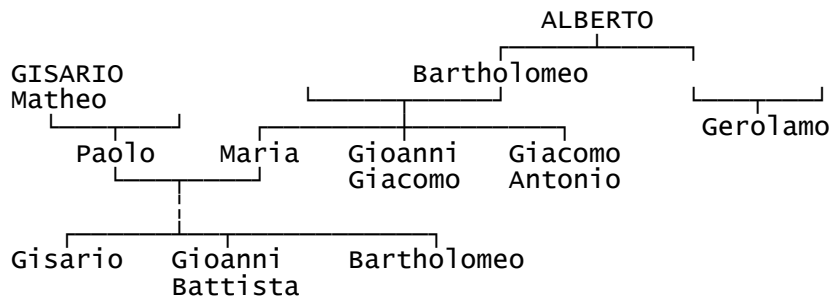 ALBERTO
GISARIO Bartholomeo
Matheo
Gerolamo
Paolo Maria Gioanni Giacomo
Giacomo Antonio
Gisario Gioanni Bartholomeo
Battista